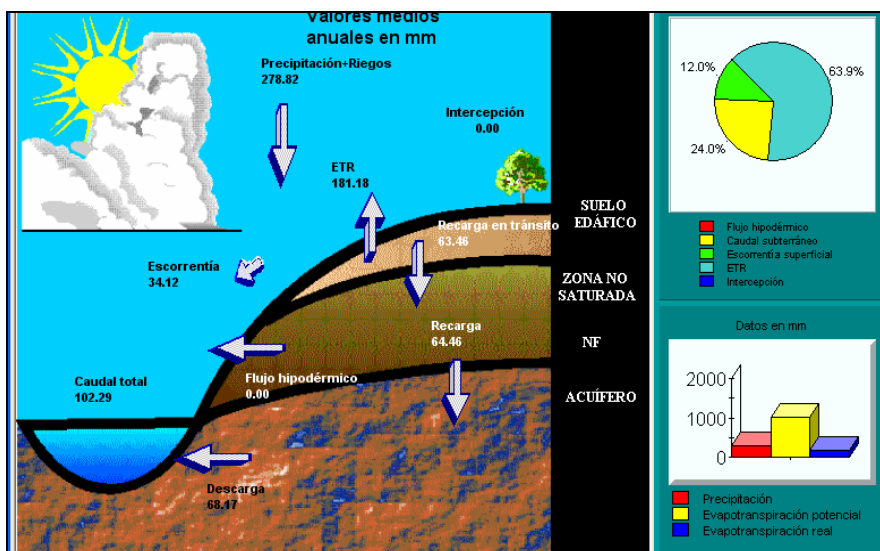 Valores medios
anuales en mm
Precipitación+Riegos
278.82
Intercepción
0.00
ETR
181.18
SUELO
EDÁFICO
Recarga en tránsito
63.46
Escorrentía
34.12
ZONA NO
SATURADA
Recarga
64.46
NF
Flujo hipodérmico
0.00
Caudal total
102.29
ACUÍFERO
Descarga
68.17
12.0%
63.9%
24.0%
Flujo hipodérmico
Caudal subterráneo
Escorrentía superficial
ETR
Intercepción
Datos en mm
2000
1000
0
Precipitación
Evapotranspiración potencial
Evapotranspiración real